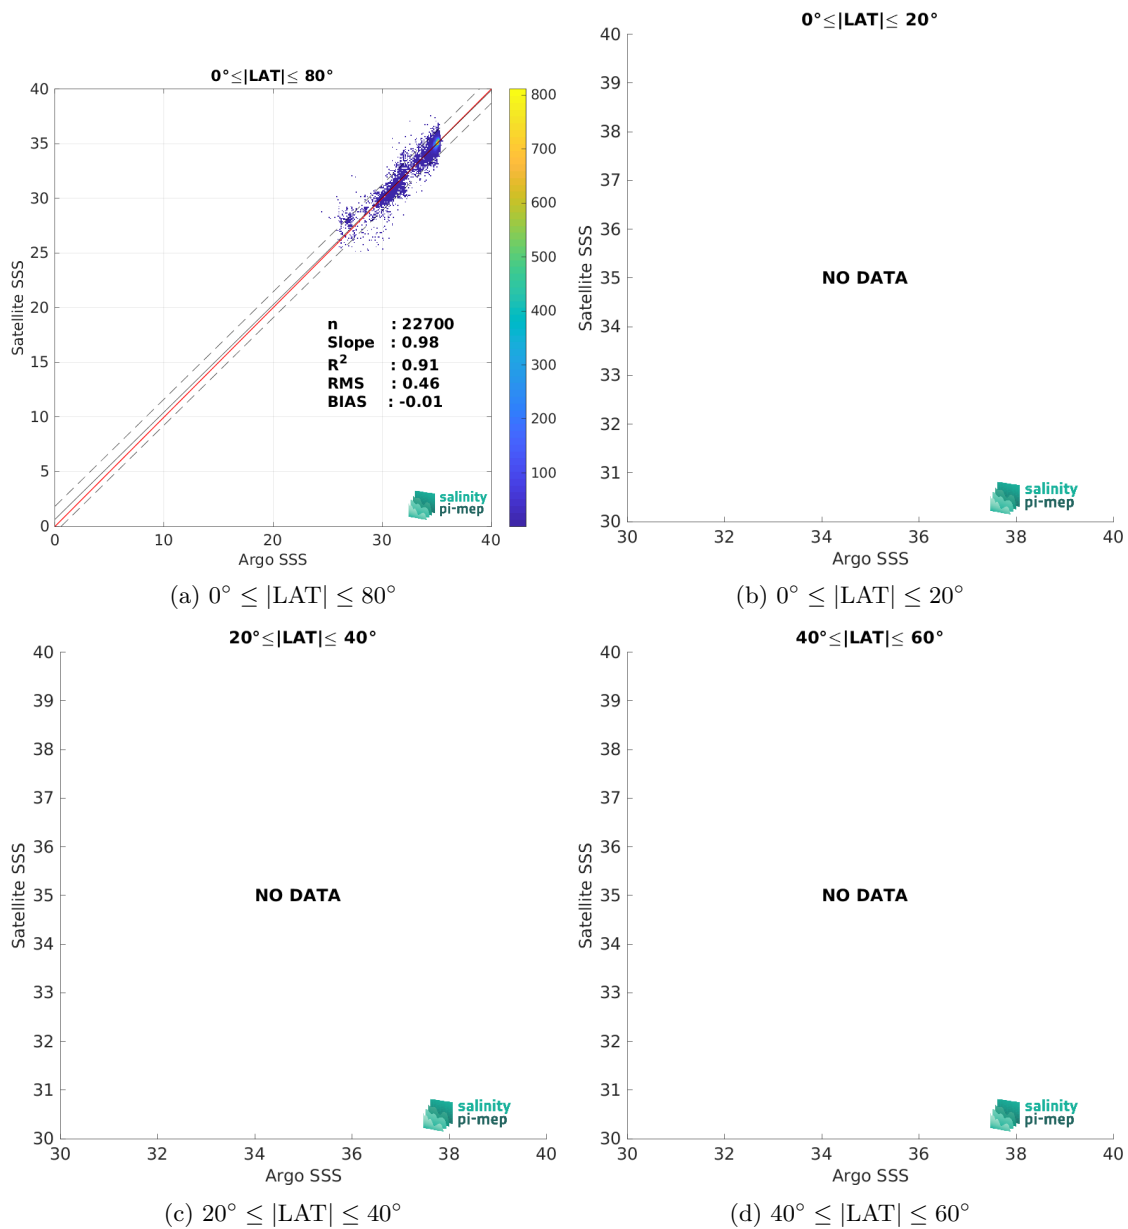 0°≤|LAT|≤ 80°
40
35
30
25
20
15
10
5
0
Satellite SSS
0
10
20
30
40
Argo SSS
n : 22700
Slope : 0.98
R² : 0.91
RMS : 0.46
BIAS : -0.01
salinity
pi-mep
800
700
600
500
400
300
200
100
(a) 0° ≤ |LAT| ≤ 80°
0°≤|LAT|≤ 20°
40
39
38
37
36
35
34
33
32
31
30
Satellite SSS
NO DATA
salinity
pi-mep
30
32
34
36
38
40
Argo SSS
(b) 0° ≤ |LAT| ≤ 20°
20°≤|LAT|≤ 40°
40
39
38
37
36
35
34
33
32
31
30
Satellite SSS
NO DATA
salinity
pi-mep
30
32
34
36
38
40
Argo SSS
(c) 20° ≤ |LAT| ≤ 40°
40°≤|LAT|≤ 60°
40
39
38
37
36
35
34
33
32
31
30
Satellite SSS
NO DATA
salinity
pi-mep
30
32
34
36
38
40
Argo SSS
(d) 40° ≤ |LAT| ≤ 60°